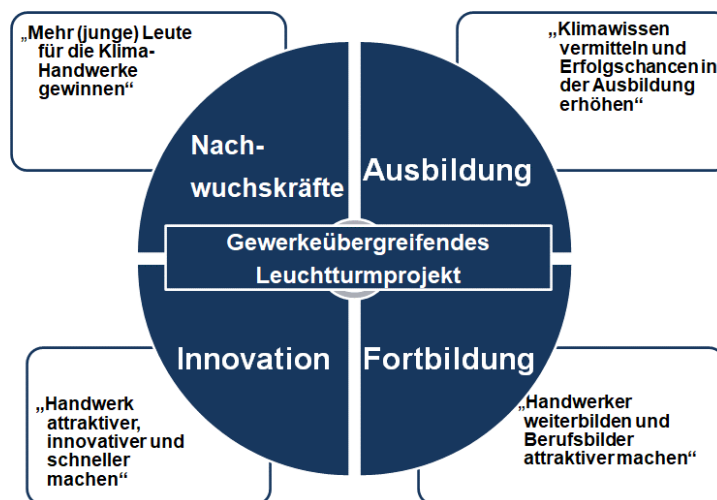 „Mehr (junge) Leute
für die Klima-
Handwerke
gewinnen“
„Klimawissen
vermitteln und
Erfolgschancen in
der Ausbildung
erhöhen“
Nach-
wuchskräfte
Ausbildung
Gewerkeübergreifendes
Leuchtturmprojekt
Innovation
Fortbildung
„Handwerk
attraktiver,
innovativer und
schneller
machen“
„Handwerker
weiterbilden und
Berufsbilder
attraktiver machen“